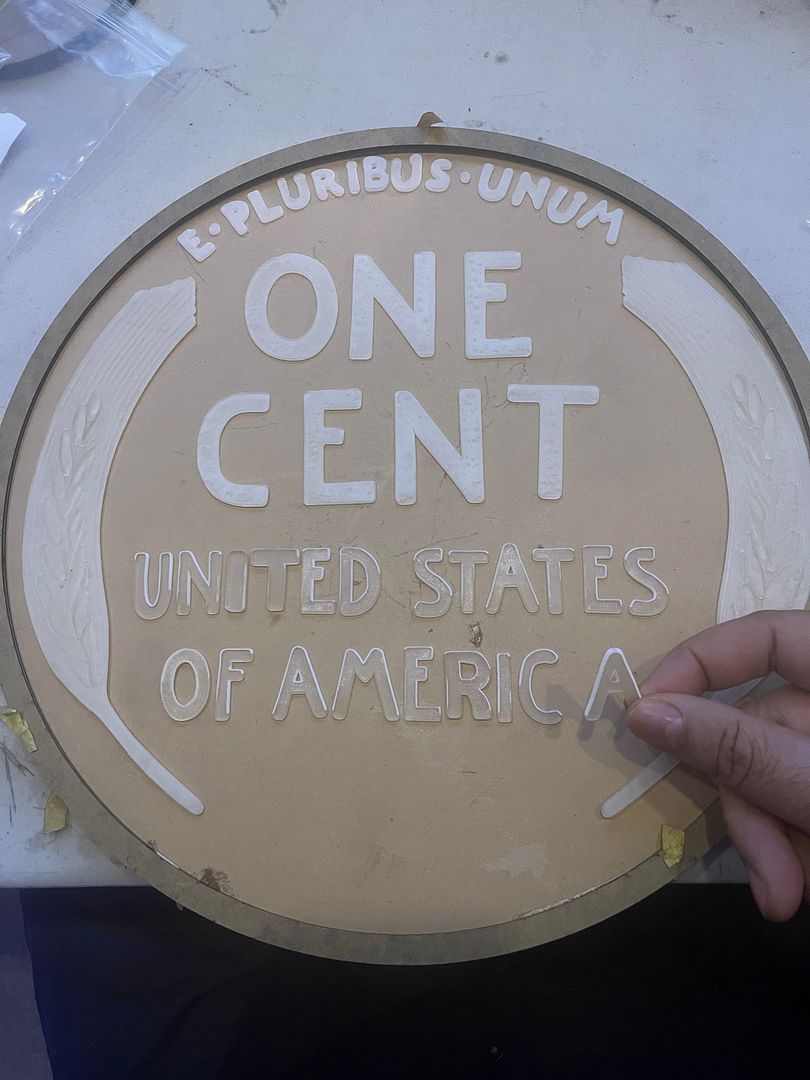 E·PLURIBUS·UNUM
ONE
CENT
UNITED STATES
OF AMERICA